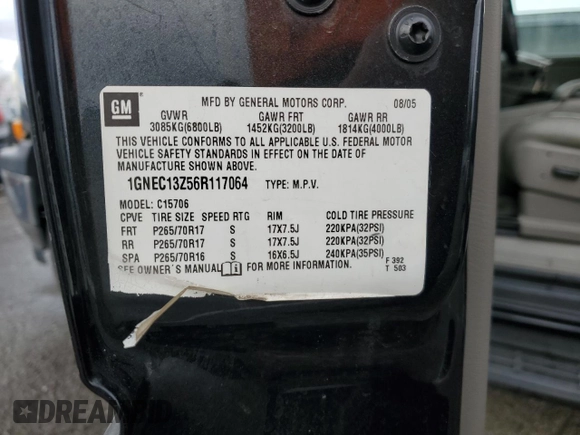 GM
MFD BY GENERAL MOTORS CORP. 08/05
GVWR GAWR FRT GAWR RR
3085KG(6800LB) 1452KG(3200LB) 1814KG(4000LB)
THIS VEHICLE CONFORMS TO ALL APPLICABLE U.S. FEDERAL MOTOR
VEHICLE SAFETY STANDARDS IN EFFECT ON THE DATE OF
MANUFACTURE SHOWN ABOVE.
1GNEC13Z56R117064 TYPE: M.P.V.
MODEL: C15706
CPVE TIRE SIZE SPEED RTG RIM COLD TIRE PRESSURE
FRT P265/70R17 S 17X7.5J 220KPA(32PSI)
RR P265/70R17 S 17X7.5J 220KPA(32PSI)
SPA P265/70R16 S 16X6.5J 240KPA(35PSI)
SEE OWNER'S MANUAL FOR MORE INFORMATION. F 392
T 503
DREAMBID